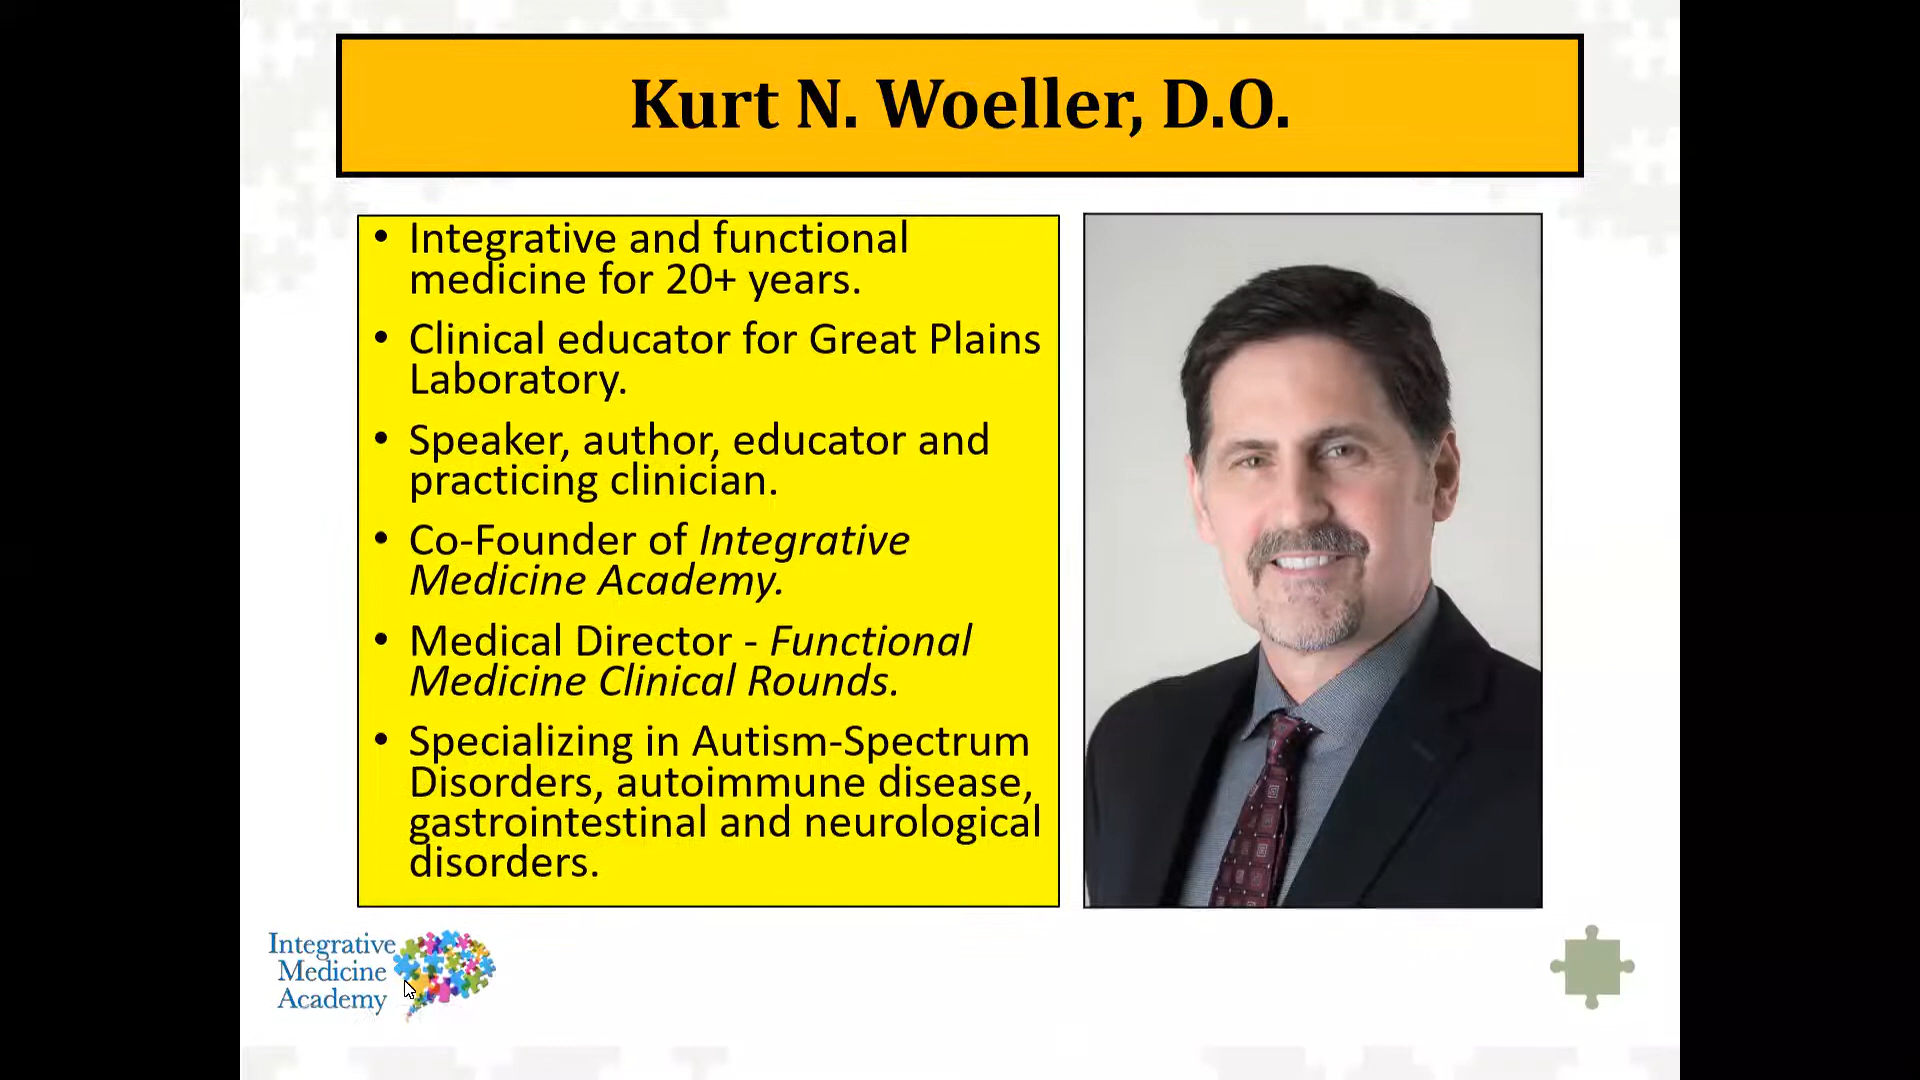 Kurt N. Woeller, D.O.
• Integrative and functional
medicine for 20+ years.
• Clinical educator for Great Plains
Laboratory.
• Speaker, author, educator and
practicing clinician.
• Co-Founder of Integrative
Medicine Academy.
• Medical Director - Functional
Medicine Clinical Rounds.
• Specializing in Autism-Spectrum
Disorders, autoimmune disease,
gastrointestinal and neurological
disorders.
Integrative
Medicine
Academy